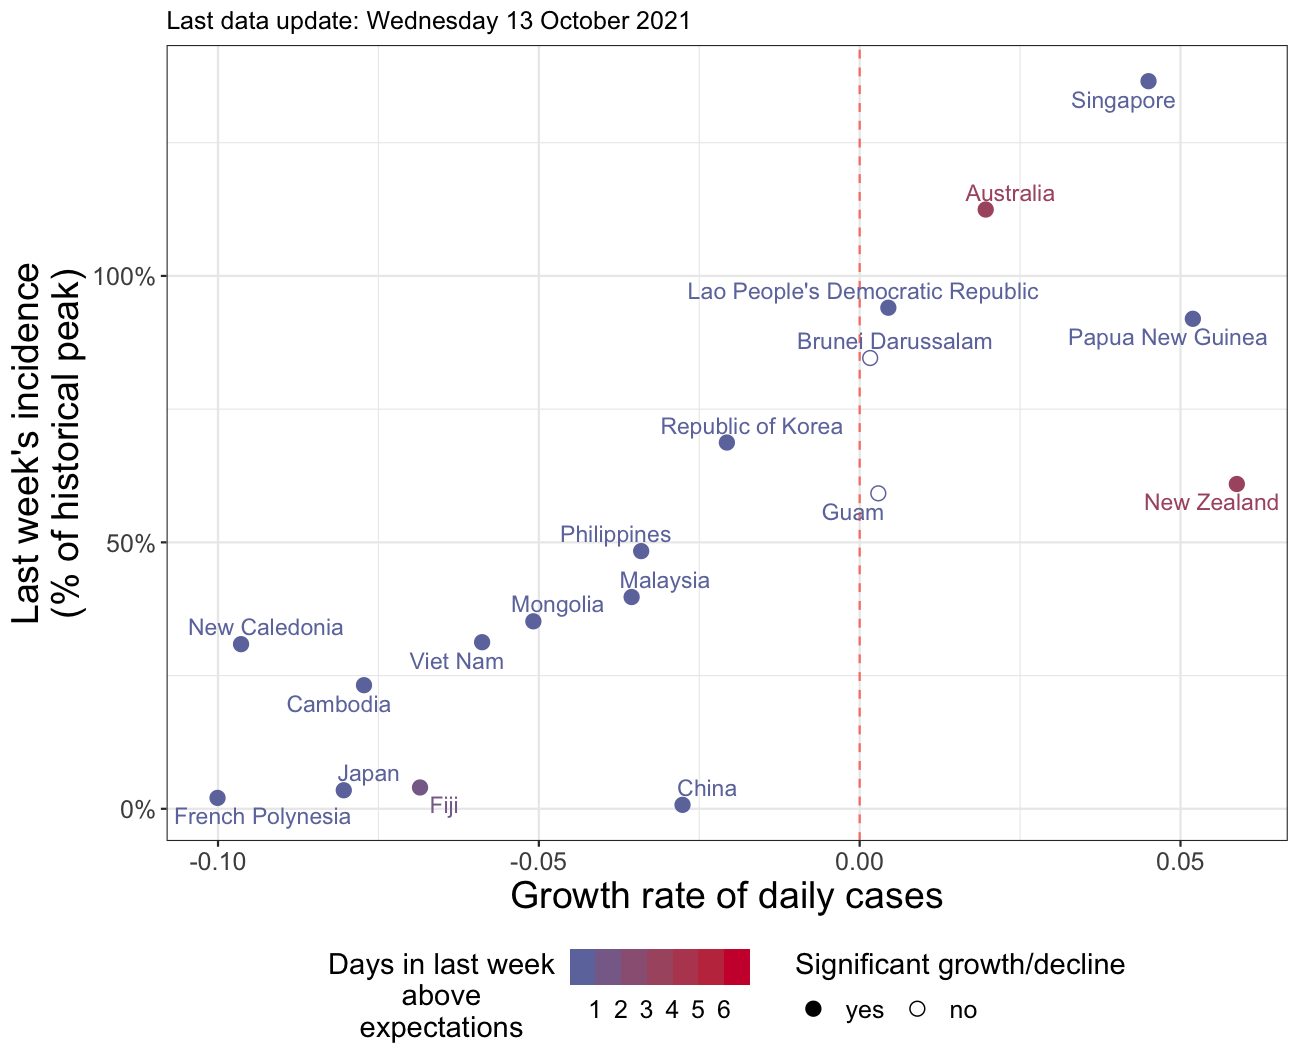 Last data update: Wednesday 13 October 2021
Last week's incidence
(% of historical peak)
100%
50%
0%
Singapore
Australia
Lao People's Democratic Republic
Papua New Guinea
Brunei Darussalam
Republic of Korea
New Zealand
Guam
Philippines
Malaysia
Mongolia
New Caledonia
Viet Nam
Cambodia
Japan
Fiji
China
French Polynesia
-0.10 -0.05 0.00 0.05
Growth rate of daily cases
Days in last week
above
expectations
1 2 3 4 5 6
Significant growth/decline
yes no